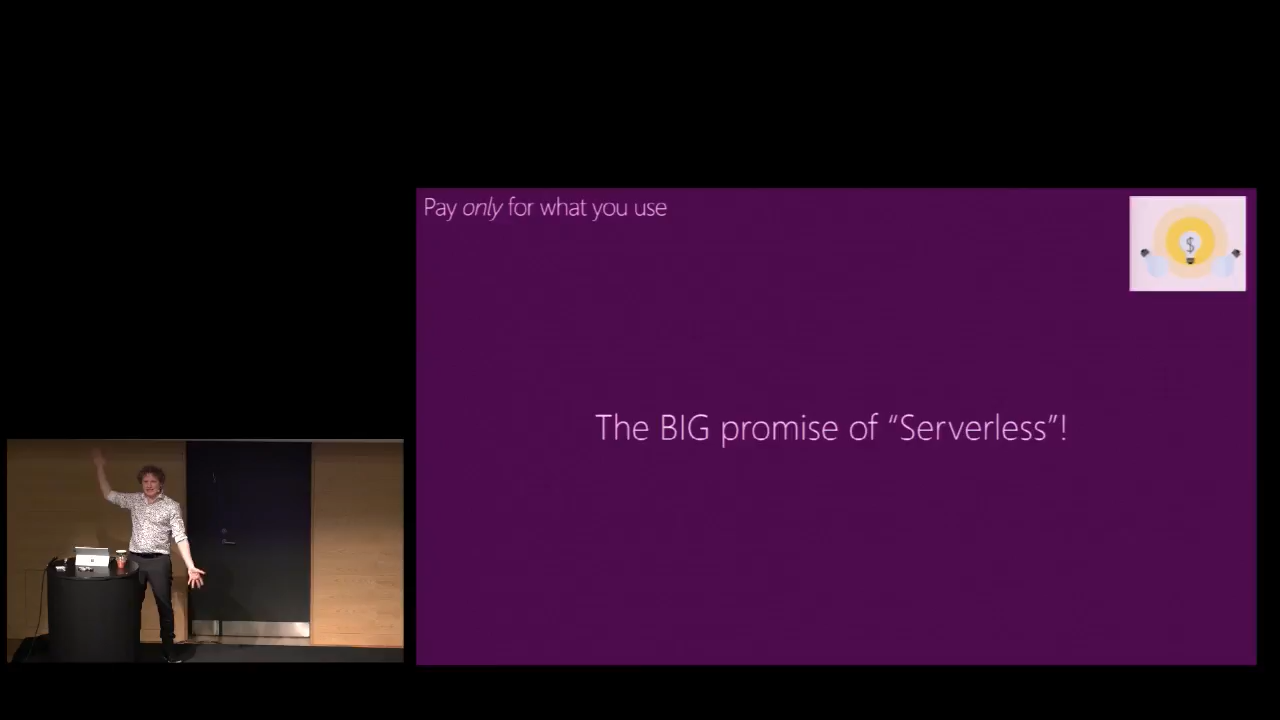 Pay only for what you use
$
The BIG promise of “Serverless”!